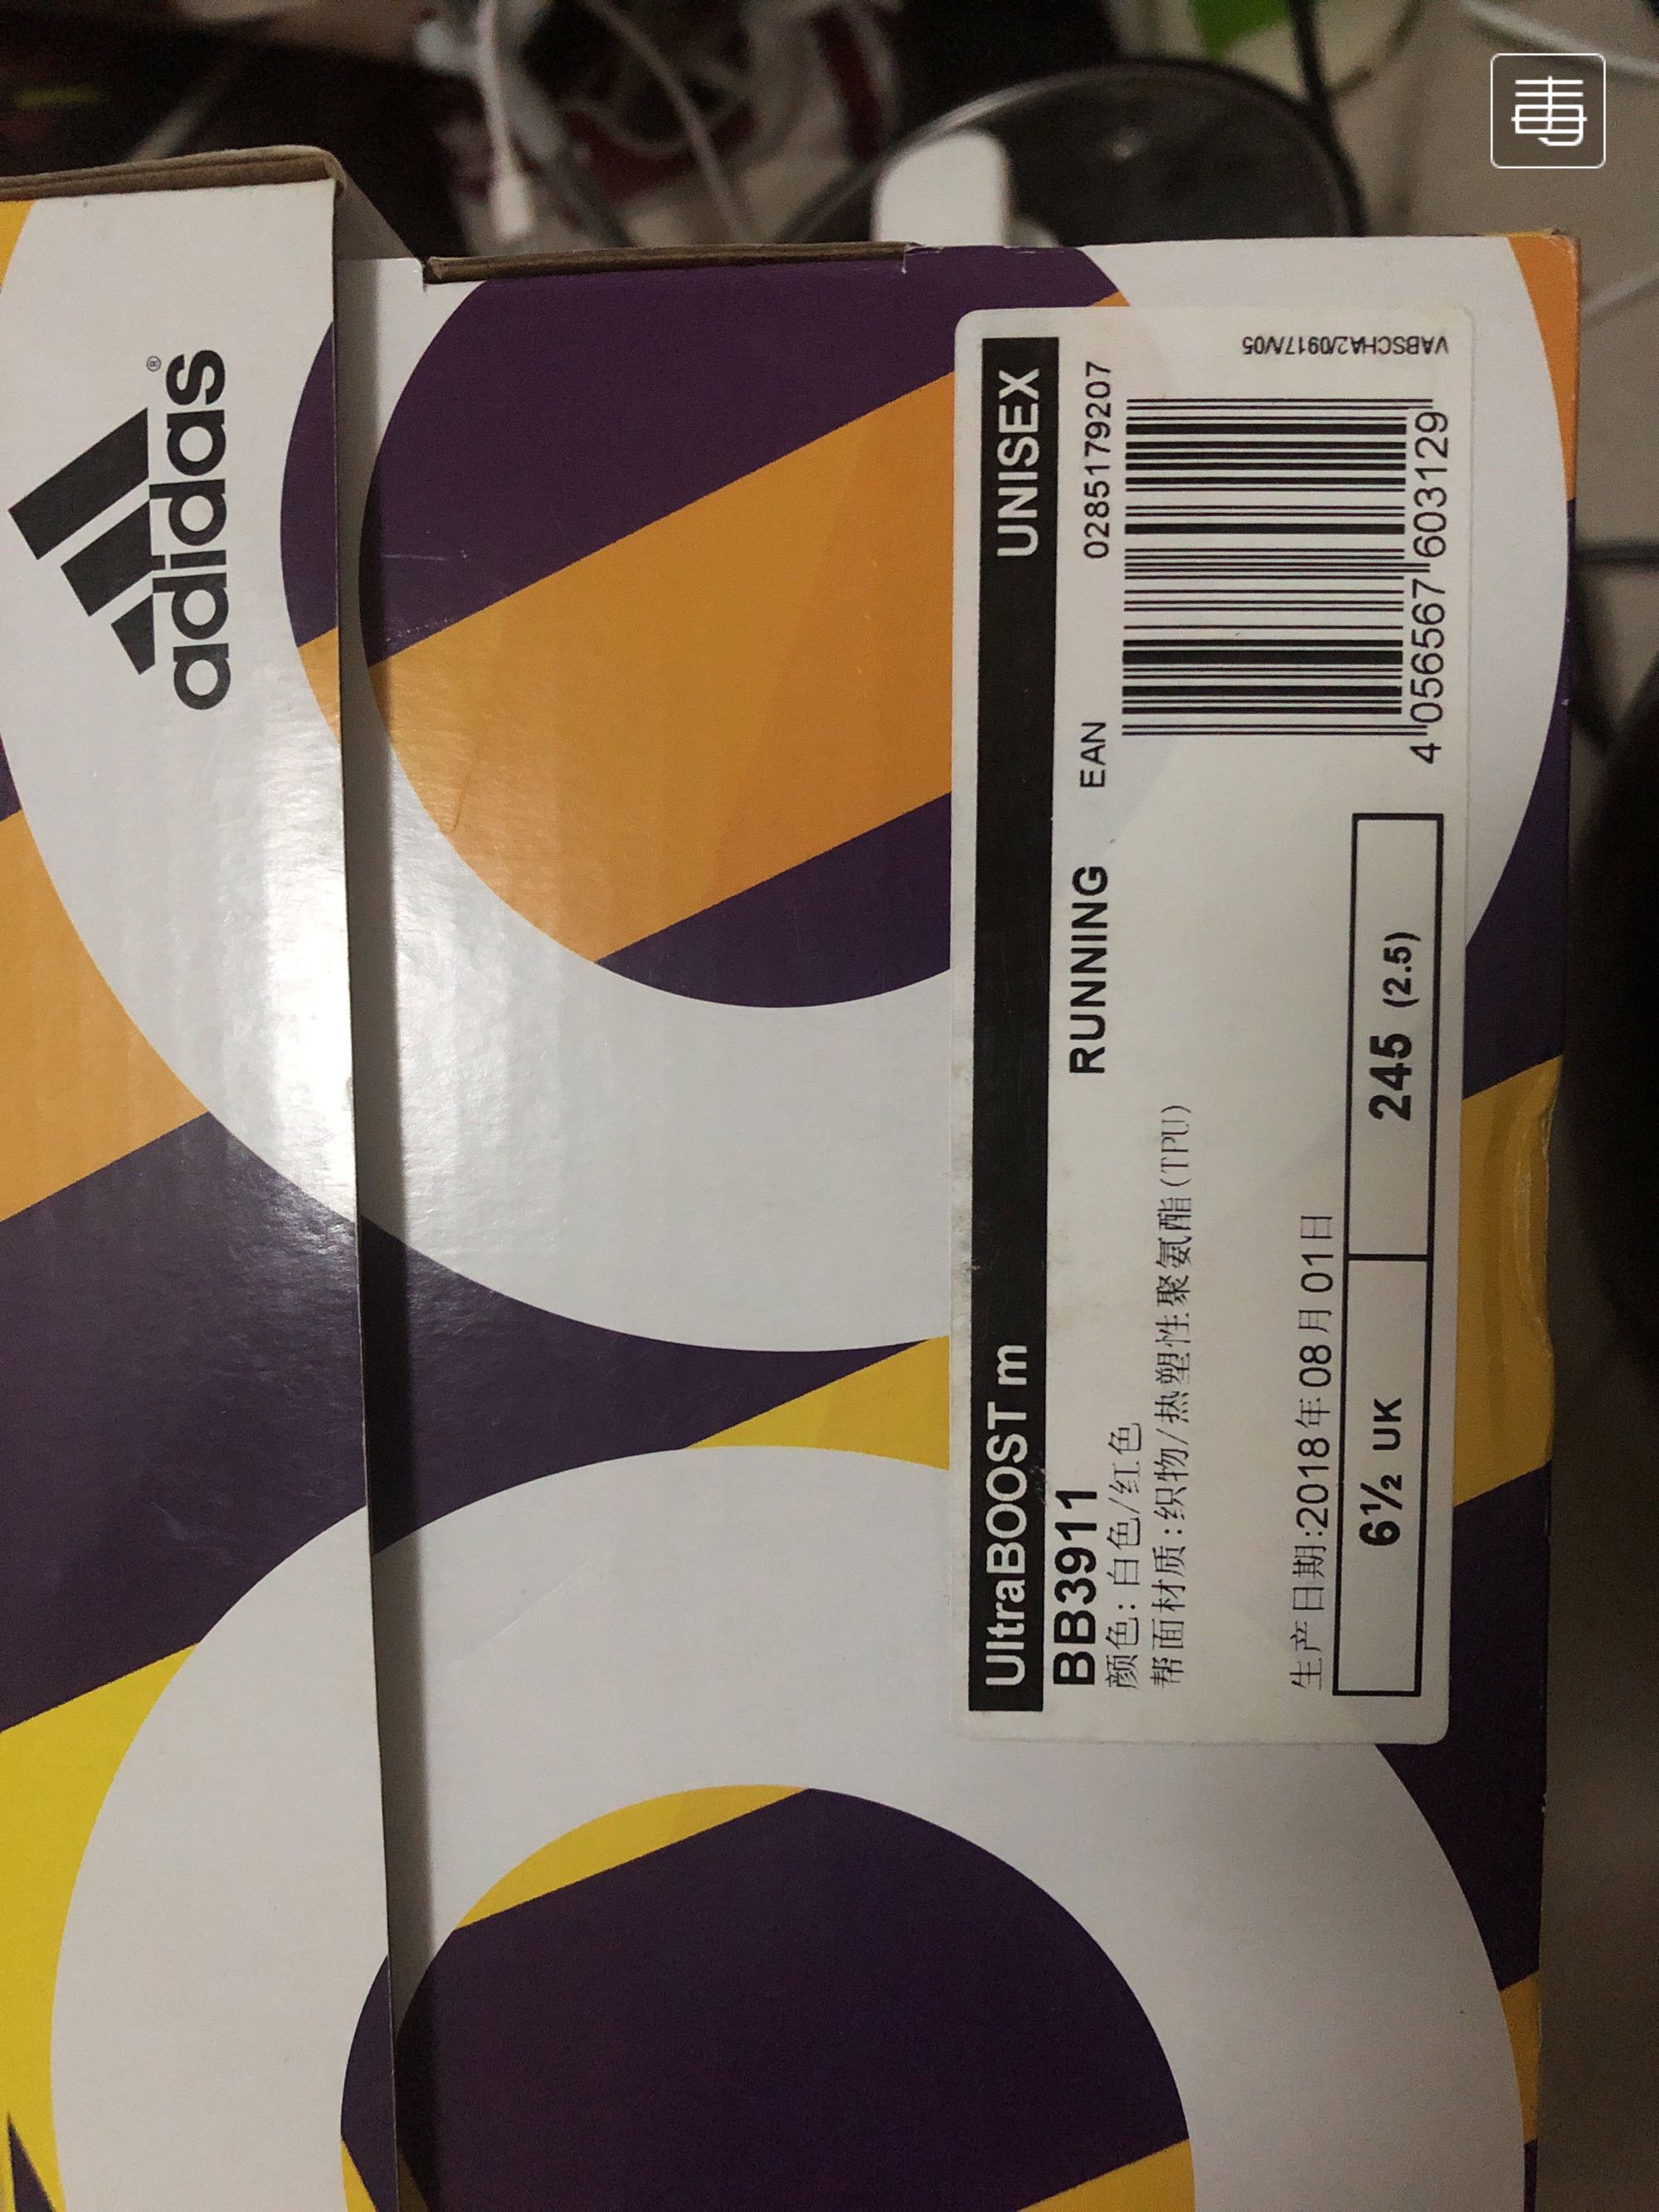 adidas®
UltraBOOST m UNISEX
BB3911 RUNNING EAN 0285179207
颜色：白色/红色
帮面材质：织物/热塑性聚氨酯(TPU)
生产日期:2018年08月01日
6½ UK 245 (2.5)
4 056567 603129
VABSCHA2/0917/V05
毒